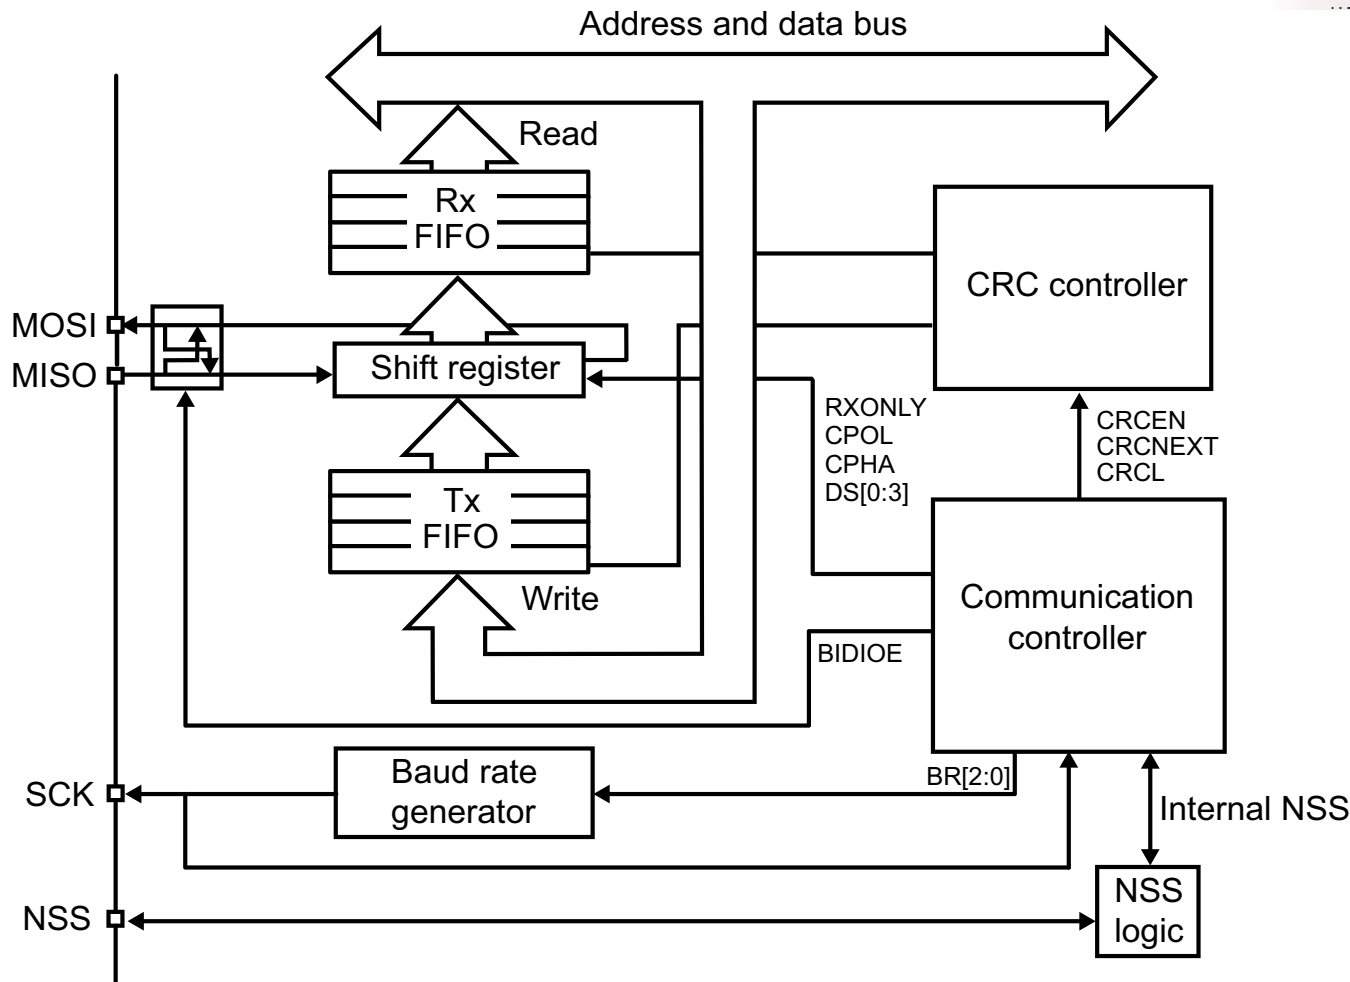 Address and data bus
Read
Rx
FIFO
CRC controller
MOSI
MISO
Shift register
RXONLY
CPOL
CPHA
DS[0:3]
CRCEN
CRCNEXT
CRCL
Tx
FIFO
Write
Communication
controller
BIDIOE
Baud rate
generator
BR[2:0]
SCK
Internal NSS
NSS
NSS
logic